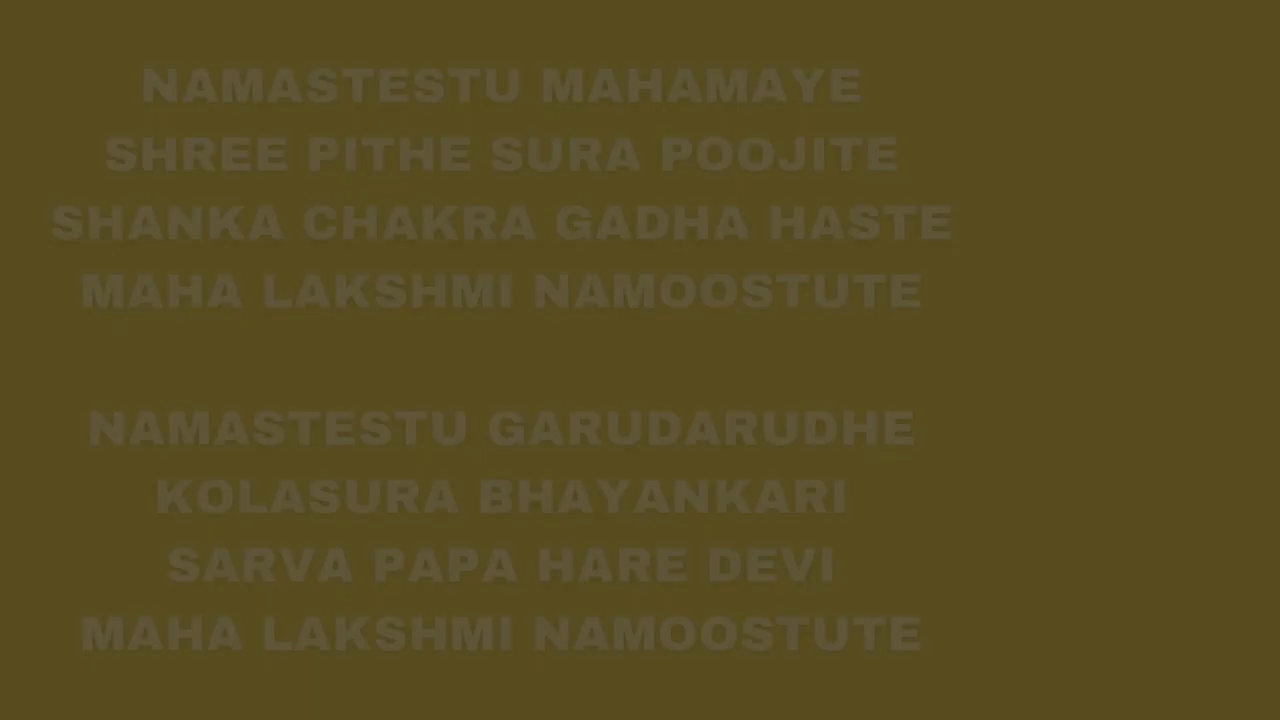 NAMASTESTU MAHAMAYE
SHREE PITHE SURA POOJITE
SHANKA CHAKRA GADHA HASTE
MAHA LAKSHMI NAMOOSTUTE
NAMASTESTU GARUDARUDHE
KOLASURA BHAYANKARI
SARVA PAPA HARE DEVI
MAHA LAKSHMI NAMOOSTUTE